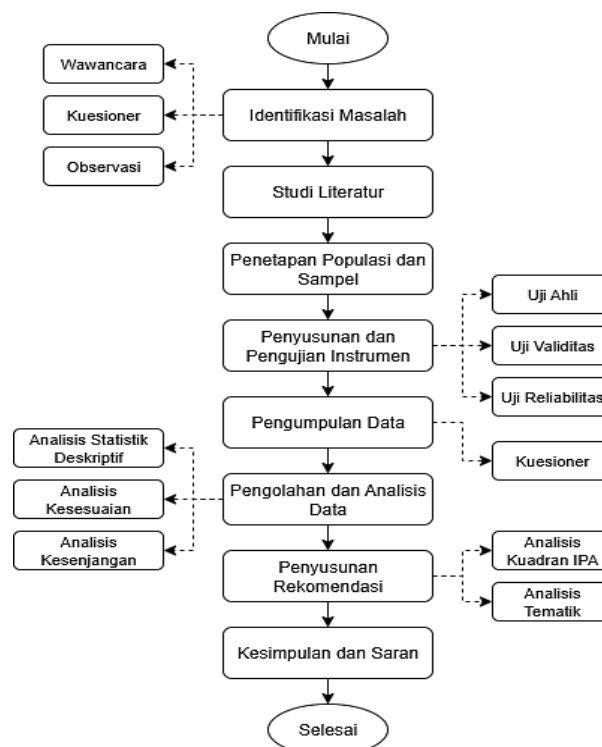 Mulai
Wawancara
Kuesioner
Observasi
Identifikasi Masalah
Studi Literatur
Penetapan Populasi dan
Sampel
Penyusunan dan
Pengujian Instrumen
Uji Ahli
Uji Validitas
Uji Reliabilitas
Pengumpulan Data
Kuesioner
Analisis Statistik
Deskriptif
Analisis
Kesesuaian
Analisis
Kesenjangan
Pengolahan dan Analisis
Data
Penyusunan
Rekomendasi
Analisis
Kuadran IPA
Analisis
Tematik
Kesimpulan dan Saran
Selesai